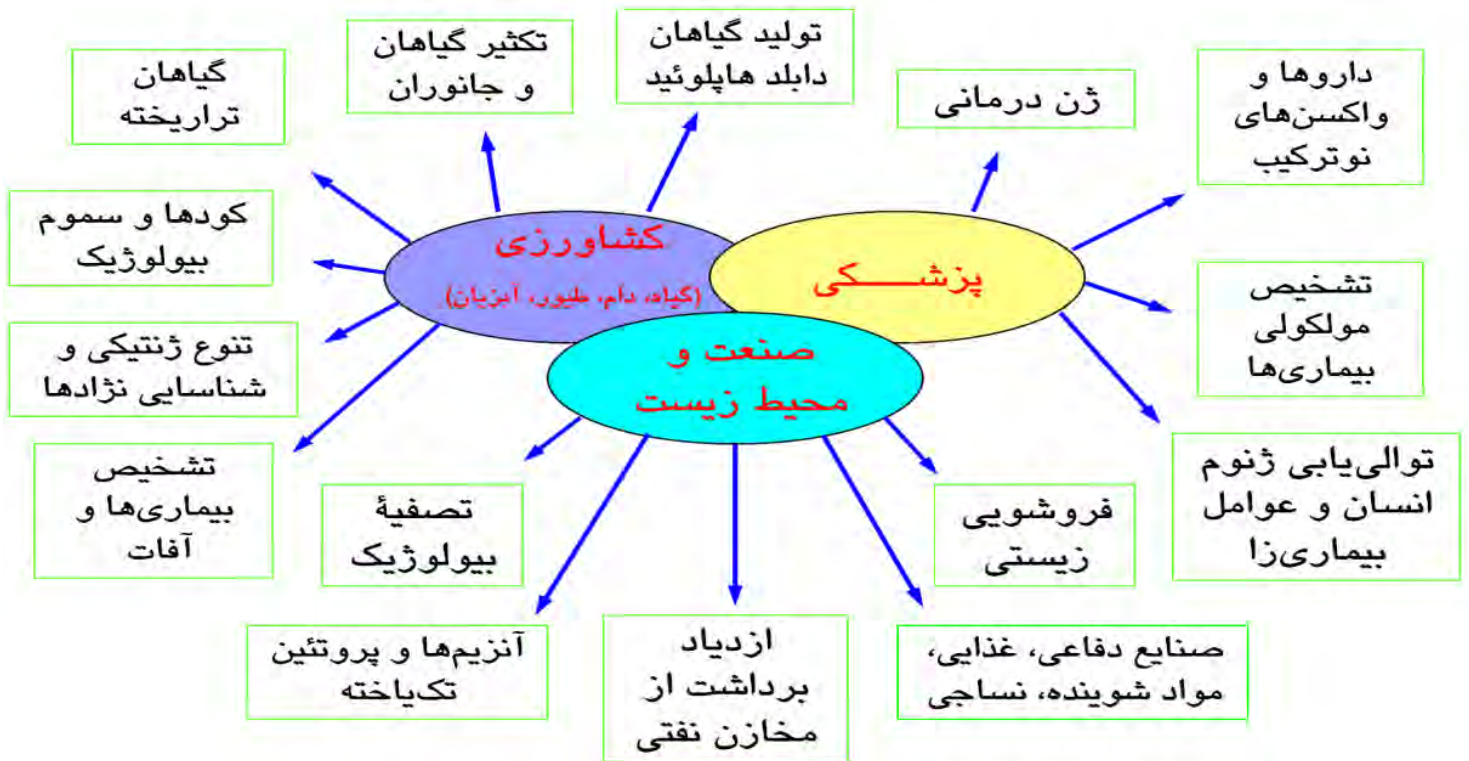 تولید گیاهان
دابلد هاپلوئید
تکثیر گیاهان
و جانوران
گیاهان
تراریخته
کودها و سموم
بیولوژیک
تنوع ژنتیکی و
شناسایی نژادها
تشخیص
بیماری‌ها و
آفات
کشاورزی
(گیاه، دام، طیور، آبزیان)
ژن درمانی
داروها و
واکسن‌های
نوترکیب
پزشـــــکی
تشخیص
مولکولی
بیماری‌ها
توالی‌یابی ژنوم
انسان و عوامل
بیماری‌زا
صنعت و
محیط زیست
فروشویی
زیستی
تصفیهٔ
بیولوژیک
صنایع دفاعی، غذایی،
مواد شوینده، نساجی
ازدیاد
برداشت از
مخازن نفتی
آنزیم‌ها و پروتئین
تک‌یاخته